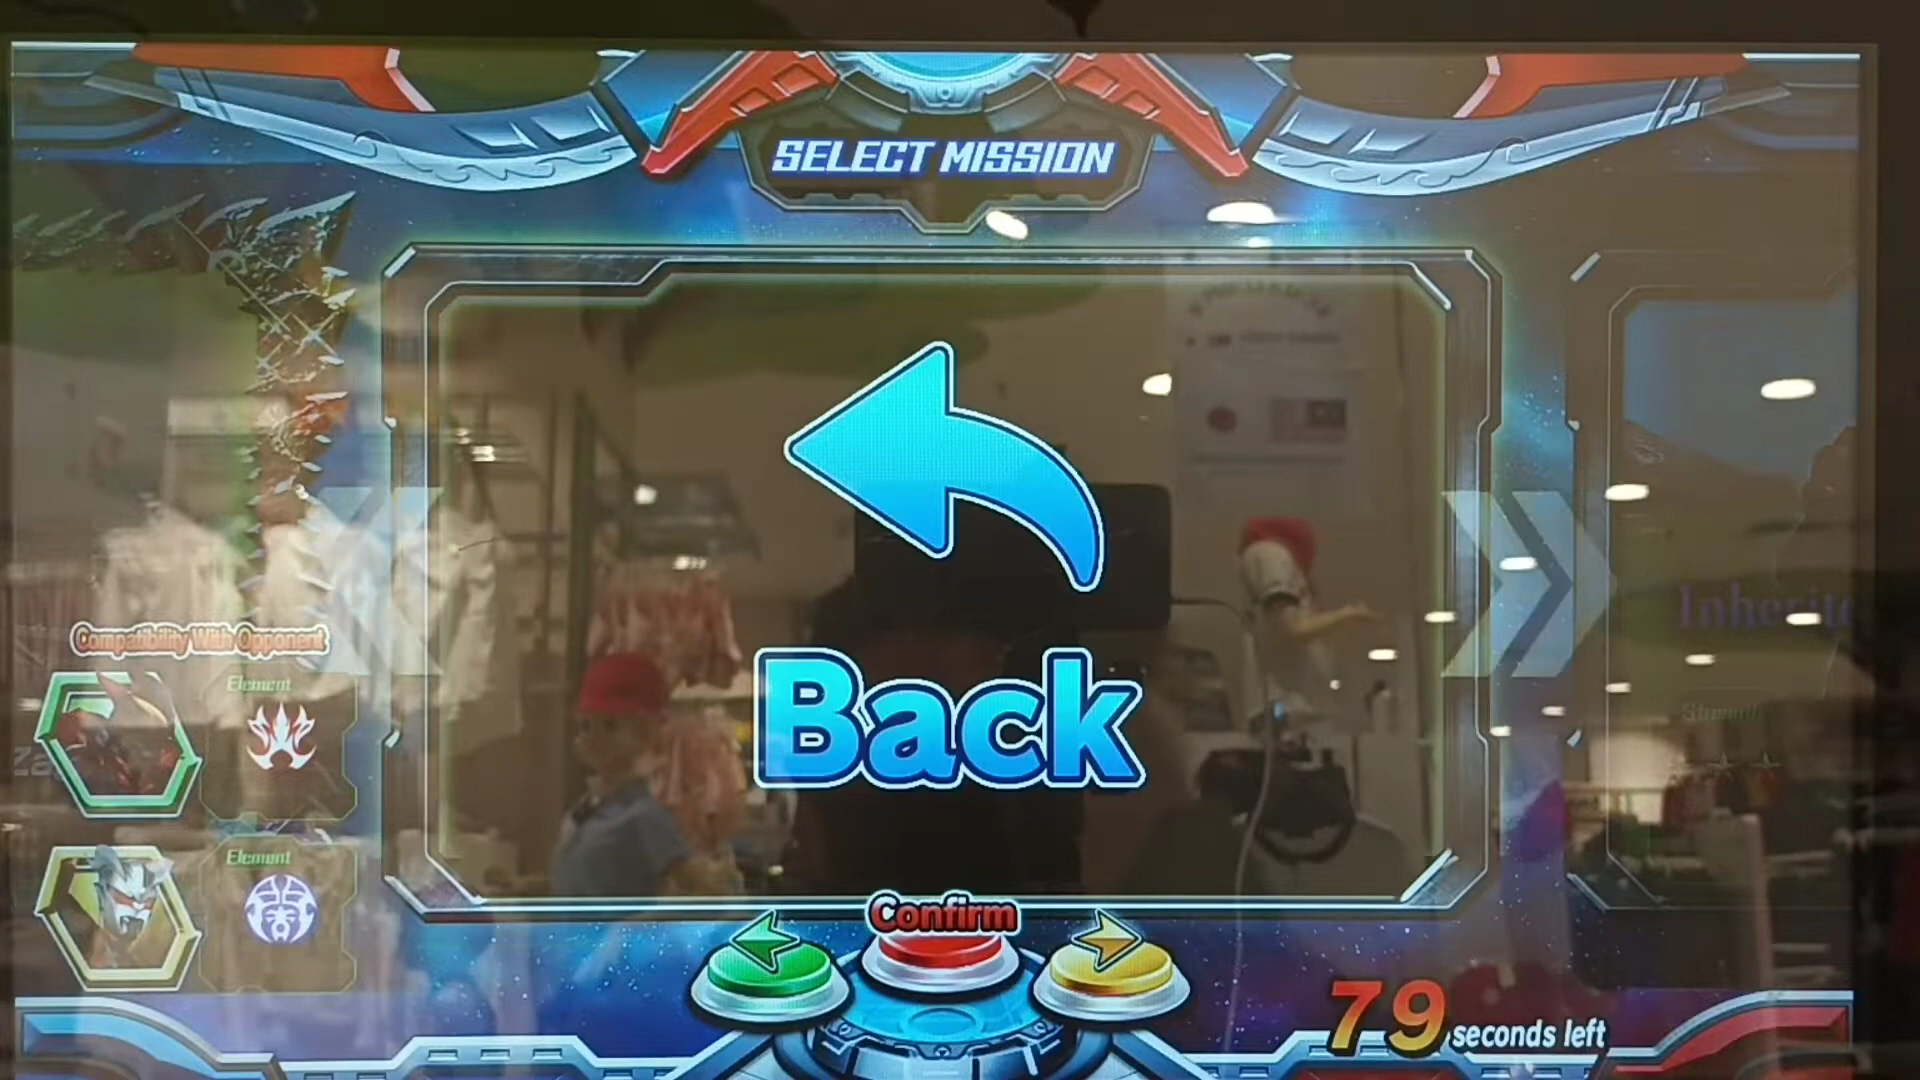 SELECT MISSION
Back
Compatibility With Opponent
Element
Element
Confirm
79 seconds left